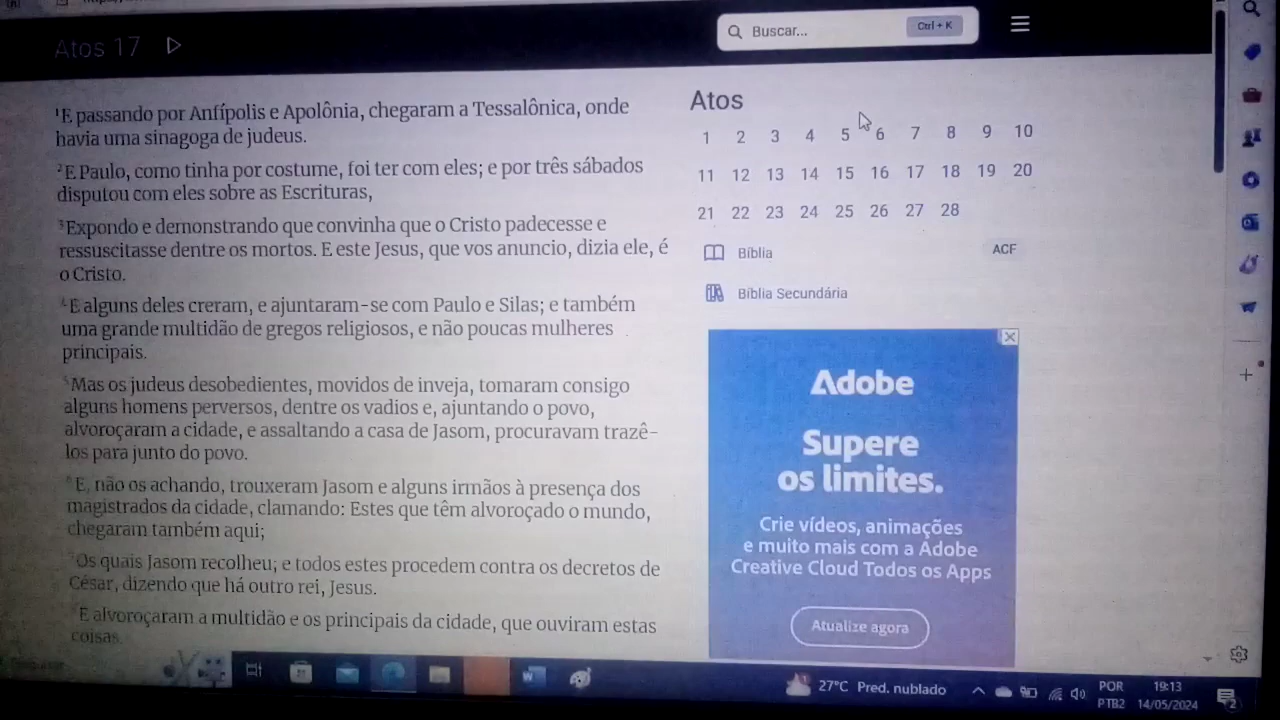 Atos 17
Buscar...
Ctrl + K
¹E passando por Anfípolis e Apolônia, chegaram a Tessalônica, onde
havia uma sinagoga de judeus.
²E Paulo, como tinha por costume, foi ter com eles; e por três sábados
disputou com eles sobre as Escrituras,
³Expondo e demonstrando que convinha que o Cristo padecesse e
ressuscitasse dentre os mortos. E este Jesus, que vos anuncio, dizia ele, é
o Cristo.
⁴E alguns deles creram, e ajuntaram-se com Paulo e Silas; e também
uma grande multidão de gregos religiosos, e não poucas mulheres
principais.
⁵Mas os judeus desobedientes, movidos de inveja, tomaram consigo
alguns homens perversos, dentre os vadios e, ajuntando o povo,
alvoroçaram a cidade, e assaltando a casa de Jasom, procuravam trazê-
los para junto do povo.
⁶E, não os achando, trouxeram Jasom e alguns irmãos à presença dos
magistrados da cidade, clamando: Estes que têm alvoroçado o mundo,
chegaram também aqui;
⁷Os quais Jasom recolheu; e todos estes procedem contra os decretos de
César, dizendo que há outro rei, Jesus.
E alvoroçaram a multidão e os principais da cidade, que ouviram estas
coisas.
Atos
1 2 3 4 5 6 7 8 9 10
11 12 13 14 15 16 17 18 19 20
21 22 23 24 25 26 27 28
Bíblia ACF
Bíblia Secundária
Adobe
Supere
os limites.
Crie vídeos, animações
e muito mais com a Adobe
Creative Cloud Todos os Apps
Atualize agora
27°C Pred. nublado
POR
PTB2
19:13
14/05/2024
2